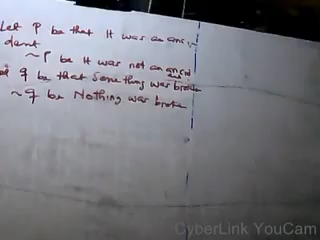 Let P be that It was an acci
dent
~P be It was not an
q be that Something was broken
~q be Nothing was broken
CyberLink YouCam